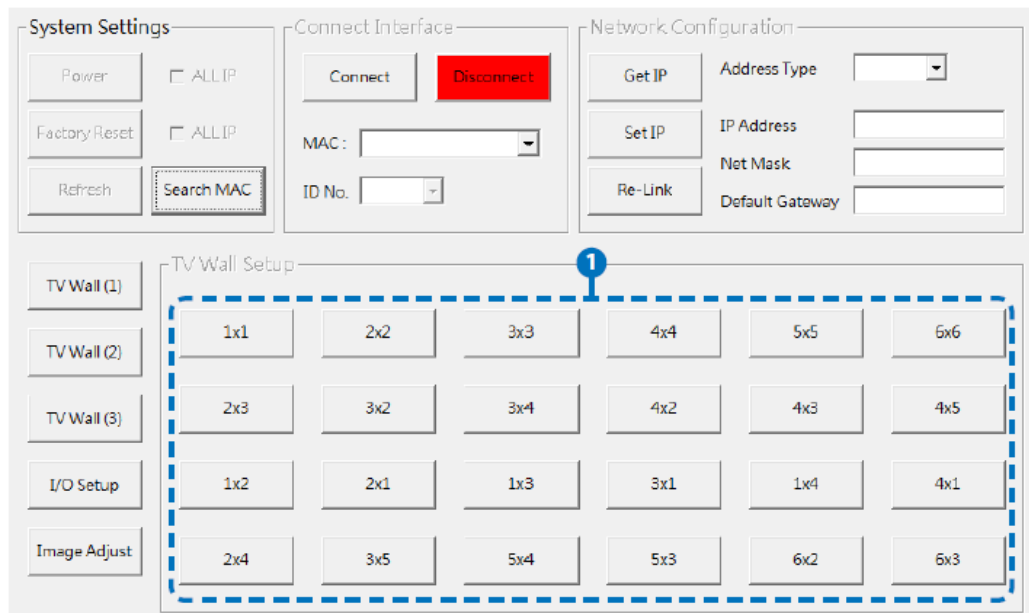 System Settings
Power
ALL IP
Factory Reset
ALL IP
Refresh
Search MAC
Connect Interface
Connect
Disconnect
MAC :
ID No.
Network Configuration
Get IP
Address Type
Set IP
IP Address
Net Mask
Re-Link
Default Gateway
TV Wall (1)
TV Wall (2)
TV Wall (3)
I/O Setup
Image Adjust
TV Wall Setup
1
1x1 2x2 3x3 4x4 5x5 6x6
2x3 3x2 3x4 4x2 4x3 4x5
1x2 2x1 1x3 3x1 1x4 4x1
2x4 3x5 5x4 5x3 6x2 6x3